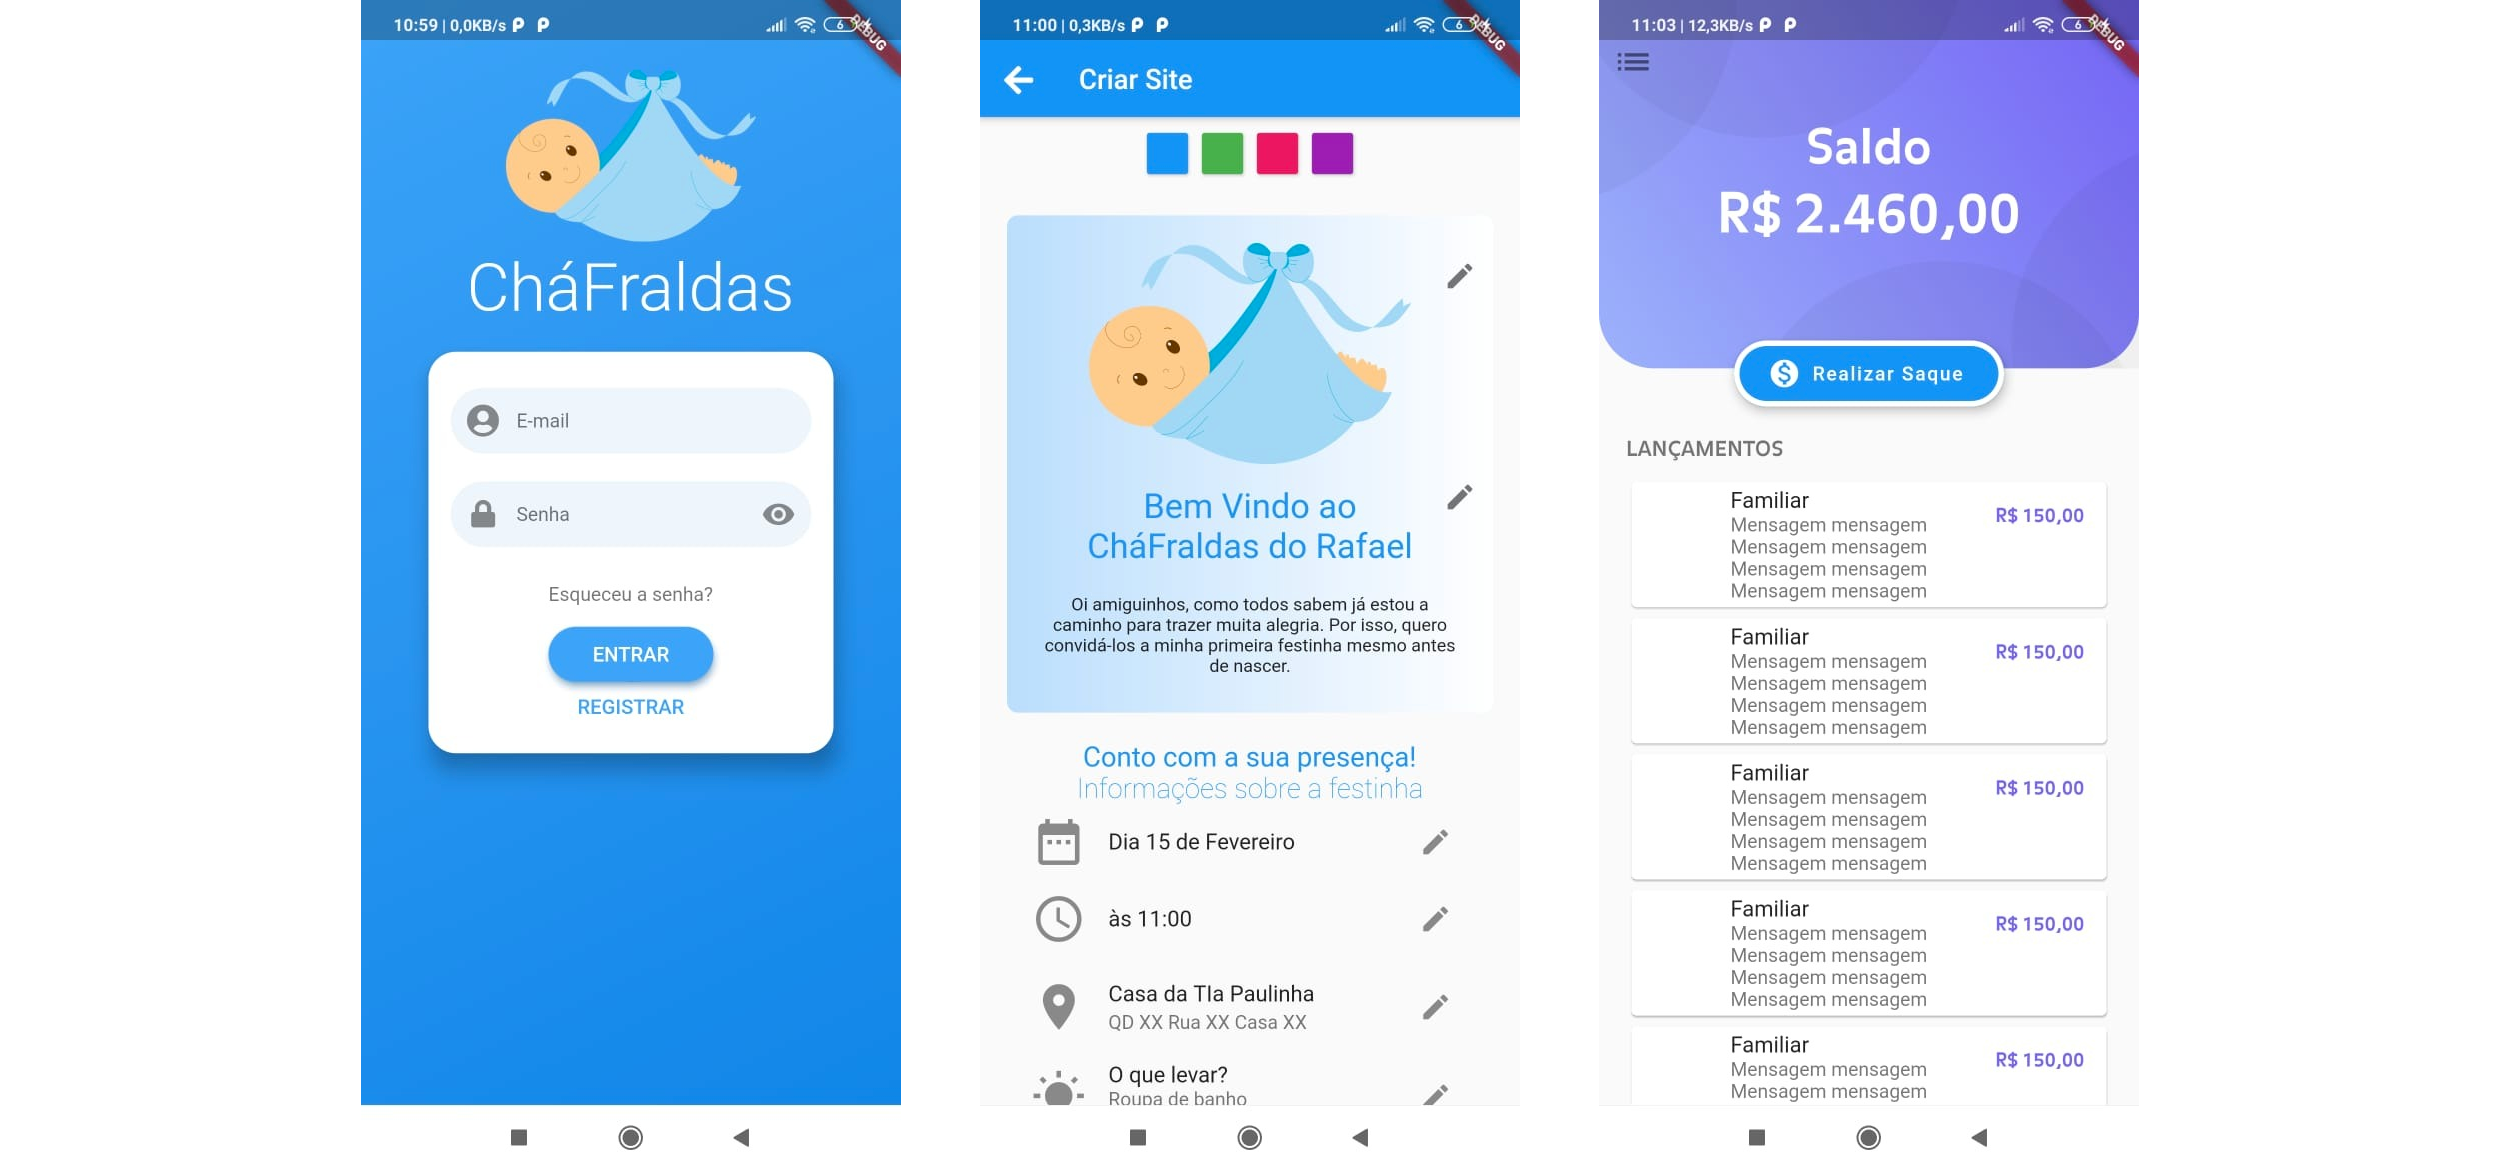 10:59 | 0,0KB/s
6
DEBUG
CháFraldas
E-mail
Senha
Esqueceu a senha?
ENTRAR
REGISTRAR
11:00 | 0,3KB/s
6
DEBUG
Criar Site
Bem Vindo ao
CháFraldas do Rafael
Oi amiguinhos, como todos sabem já estou a
caminho para trazer muita alegria. Por isso, quero
convidá-los a minha primeira festinha mesmo antes
de nascer.
Conto com a sua presença!
Informações sobre a festinha
Dia 15 de Fevereiro
às 11:00
Casa da TIa Paulinha
QD XX Rua XX Casa XX
O que levar?
Roupa de banho
11:03 | 12,3KB/s
6
DEBUG
Saldo
R$ 2.460,00
$ Realizar Saque
LANÇAMENTOS
Familiar
R$ 150,00
Mensagem mensagem
Mensagem mensagem
Mensagem mensagem
Mensagem mensagem
Familiar
R$ 150,00
Mensagem mensagem
Mensagem mensagem
Mensagem mensagem
Mensagem mensagem
Familiar
R$ 150,00
Mensagem mensagem
Mensagem mensagem
Mensagem mensagem
Mensagem mensagem
Familiar
R$ 150,00
Mensagem mensagem
Mensagem mensagem
Mensagem mensagem
Mensagem mensagem
Familiar
R$ 150,00
Mensagem mensagem
Mensagem mensagem